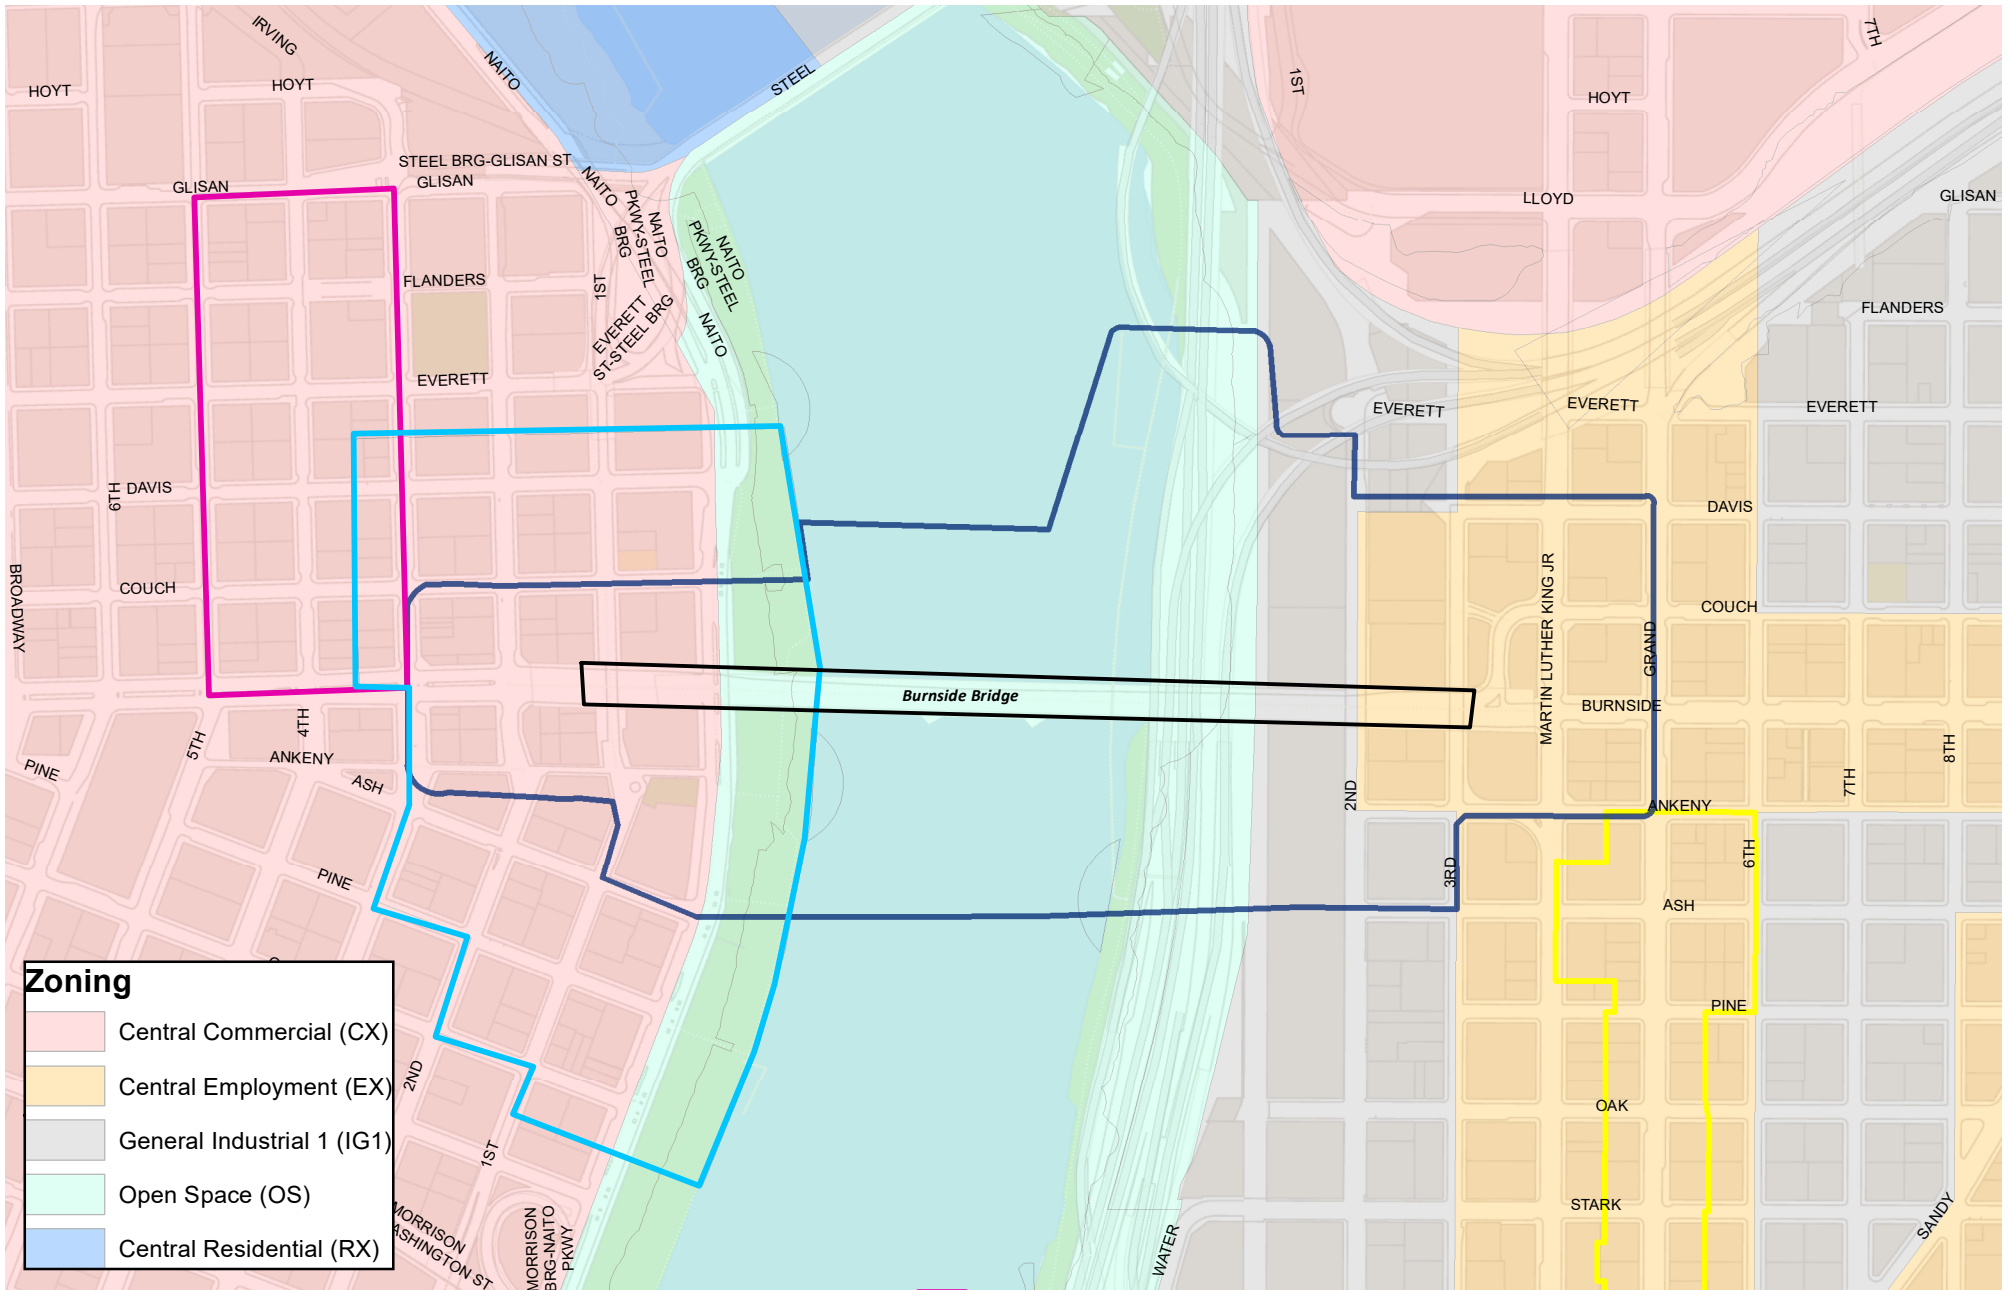 IRVING
NAITO
7TH
HOYT
HOYT
STEEL
1ST
HOYT
STEEL BRG-GLISAN ST
GLISAN
GLISAN
NAITO
NAITO
PKWY-STEEL
BRG
NAITO
PKWY-STEEL
BRG
LLOYD
GLISAN
FLANDERS
1ST
NAITO
FLANDERS
EVERETT
ST-STEEL BRG
EVERETT
EVERETT
EVERETT
EVERETT
6TH
DAVIS
DAVIS
BROADWAY
COUCH
MARTIN LUTHER KING JR
COUCH
GRAND
Burnside Bridge
BURNSIDE
4TH
5TH
ANKENY
PINE
ASH
2ND
7TH
8TH
ANKENY
PINE
3RD
6TH
ASH
PINE
Zoning
Central Commercial (CX)
Central Employment (EX)
General Industrial 1 (IG1)
Open Space (OS)
Central Residential (RX)
2ND
1ST
OAK
STARK
MORRISON
ASHINGTON ST
MORRISON
BRG-NAITO
PKWY
WATER
SANDY